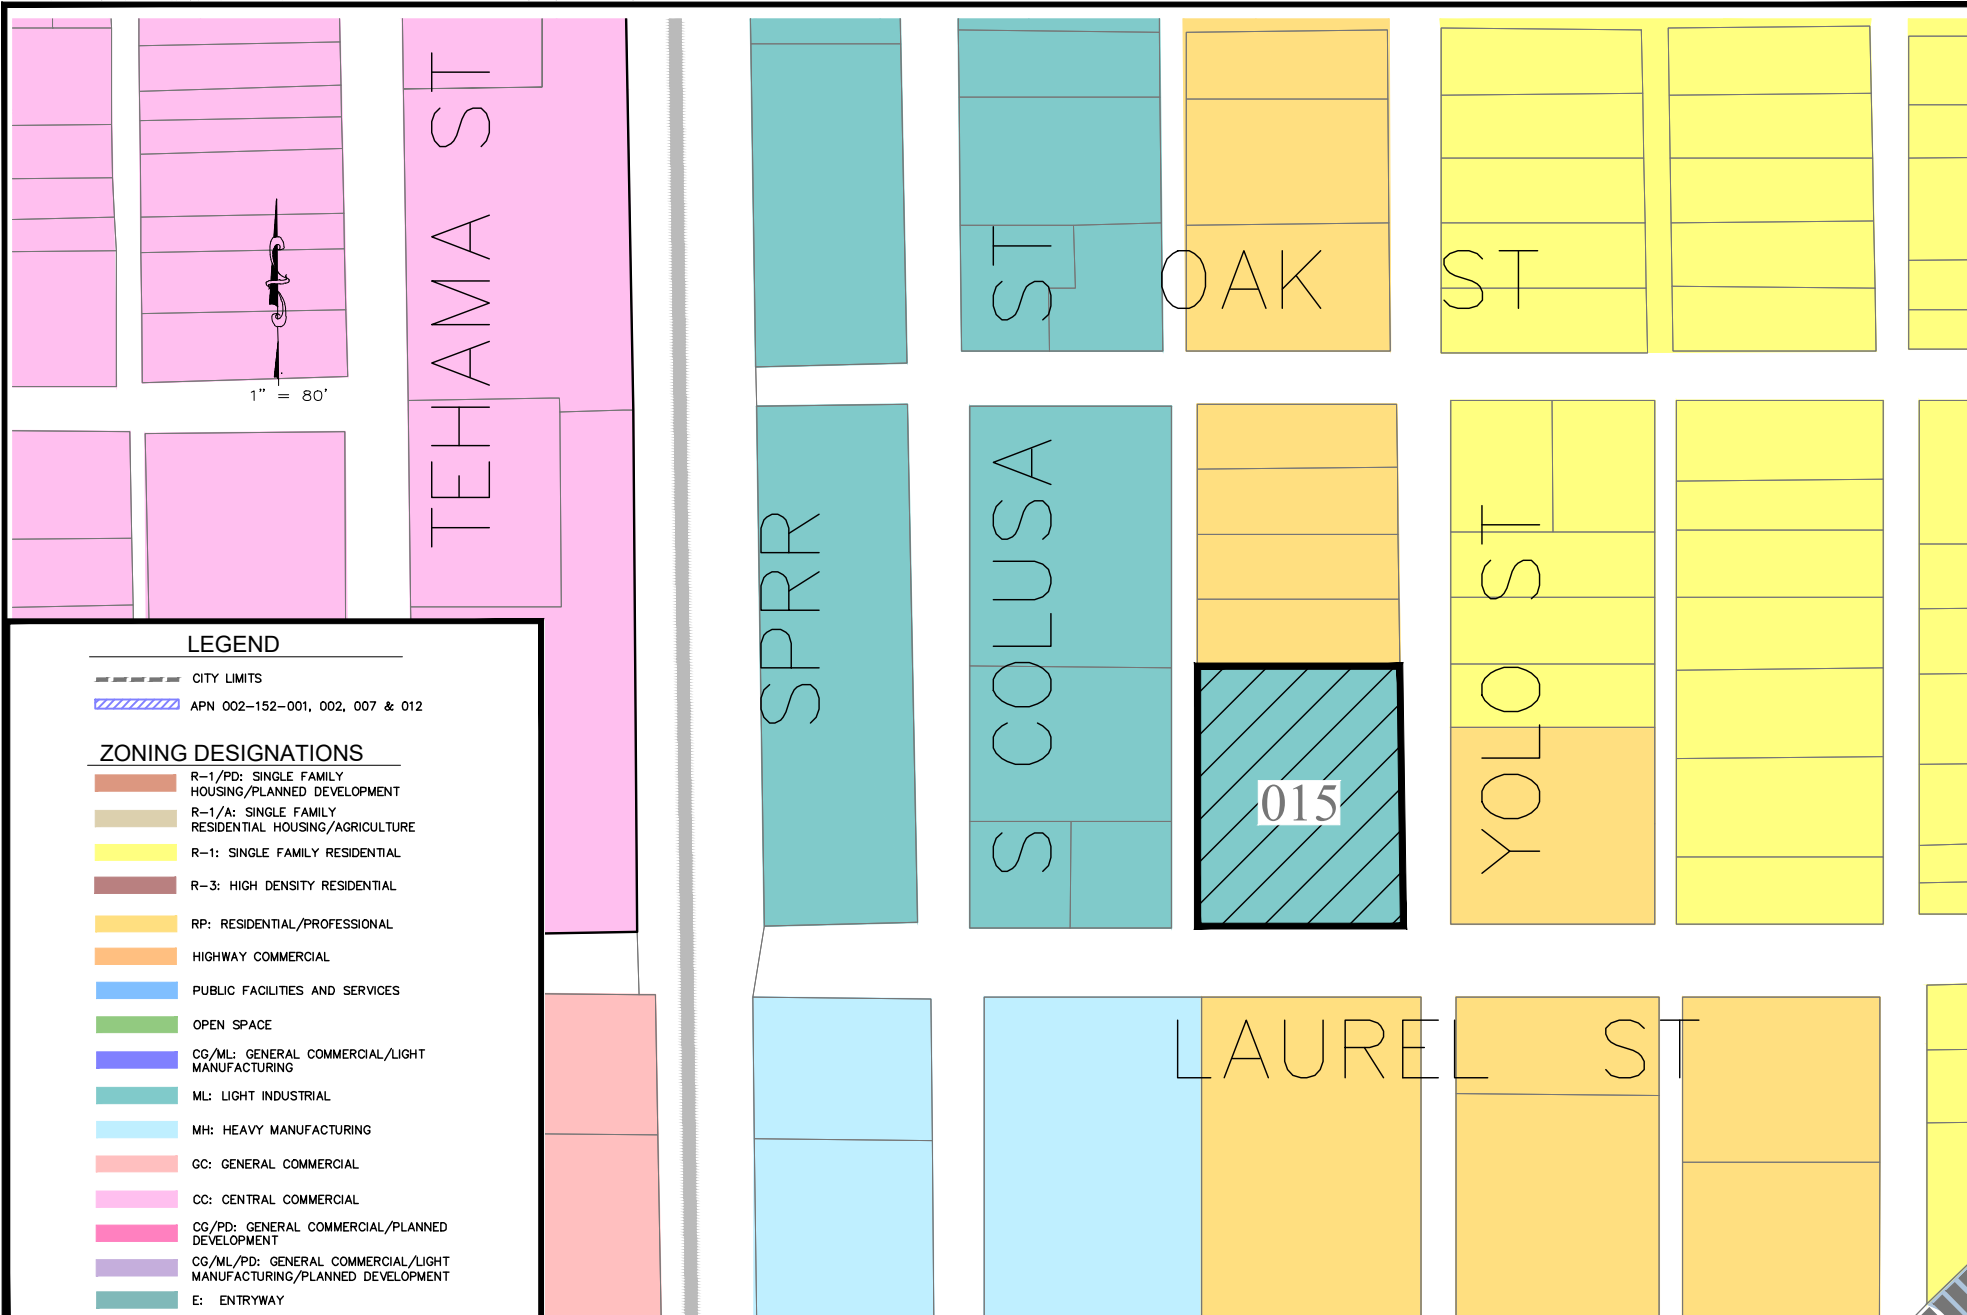 TEHAMA ST
1" = 80'
SPRR
S COLUSA ST
OAK ST
YOLO ST
015
LAUREL ST
LEGEND
CITY LIMITS
APN 002-152-001, 002, 007 & 012
ZONING DESIGNATIONS
R-1/PD: SINGLE FAMILY
HOUSING/PLANNED DEVELOPMENT
R-1/A: SINGLE FAMILY
RESIDENTIAL HOUSING/AGRICULTURE
R-1: SINGLE FAMILY RESIDENTIAL
R-3: HIGH DENSITY RESIDENTIAL
RP: RESIDENTIAL/PROFESSIONAL
HIGHWAY COMMERCIAL
PUBLIC FACILITIES AND SERVICES
OPEN SPACE
CG/ML: GENERAL COMMERCIAL/LIGHT
MANUFACTURING
ML: LIGHT INDUSTRIAL
MH: HEAVY MANUFACTURING
GC: GENERAL COMMERCIAL
CC: CENTRAL COMMERCIAL
CG/PD: GENERAL COMMERCIAL/PLANNED
DEVELOPMENT
CG/ML/PD: GENERAL COMMERCIAL/LIGHT
MANUFACTURING/PLANNED DEVELOPMENT
E: ENTRYWAY